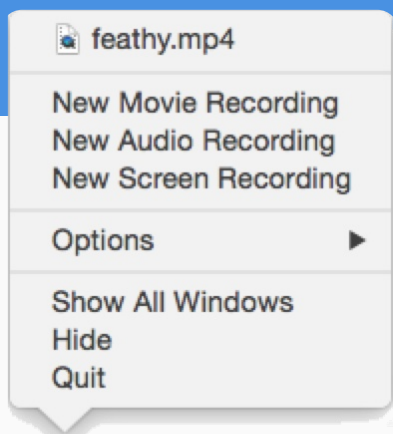 feathy.mp4
New Movie Recording
New Audio Recording
New Screen Recording
Options
Show All Windows
Hide
Quit